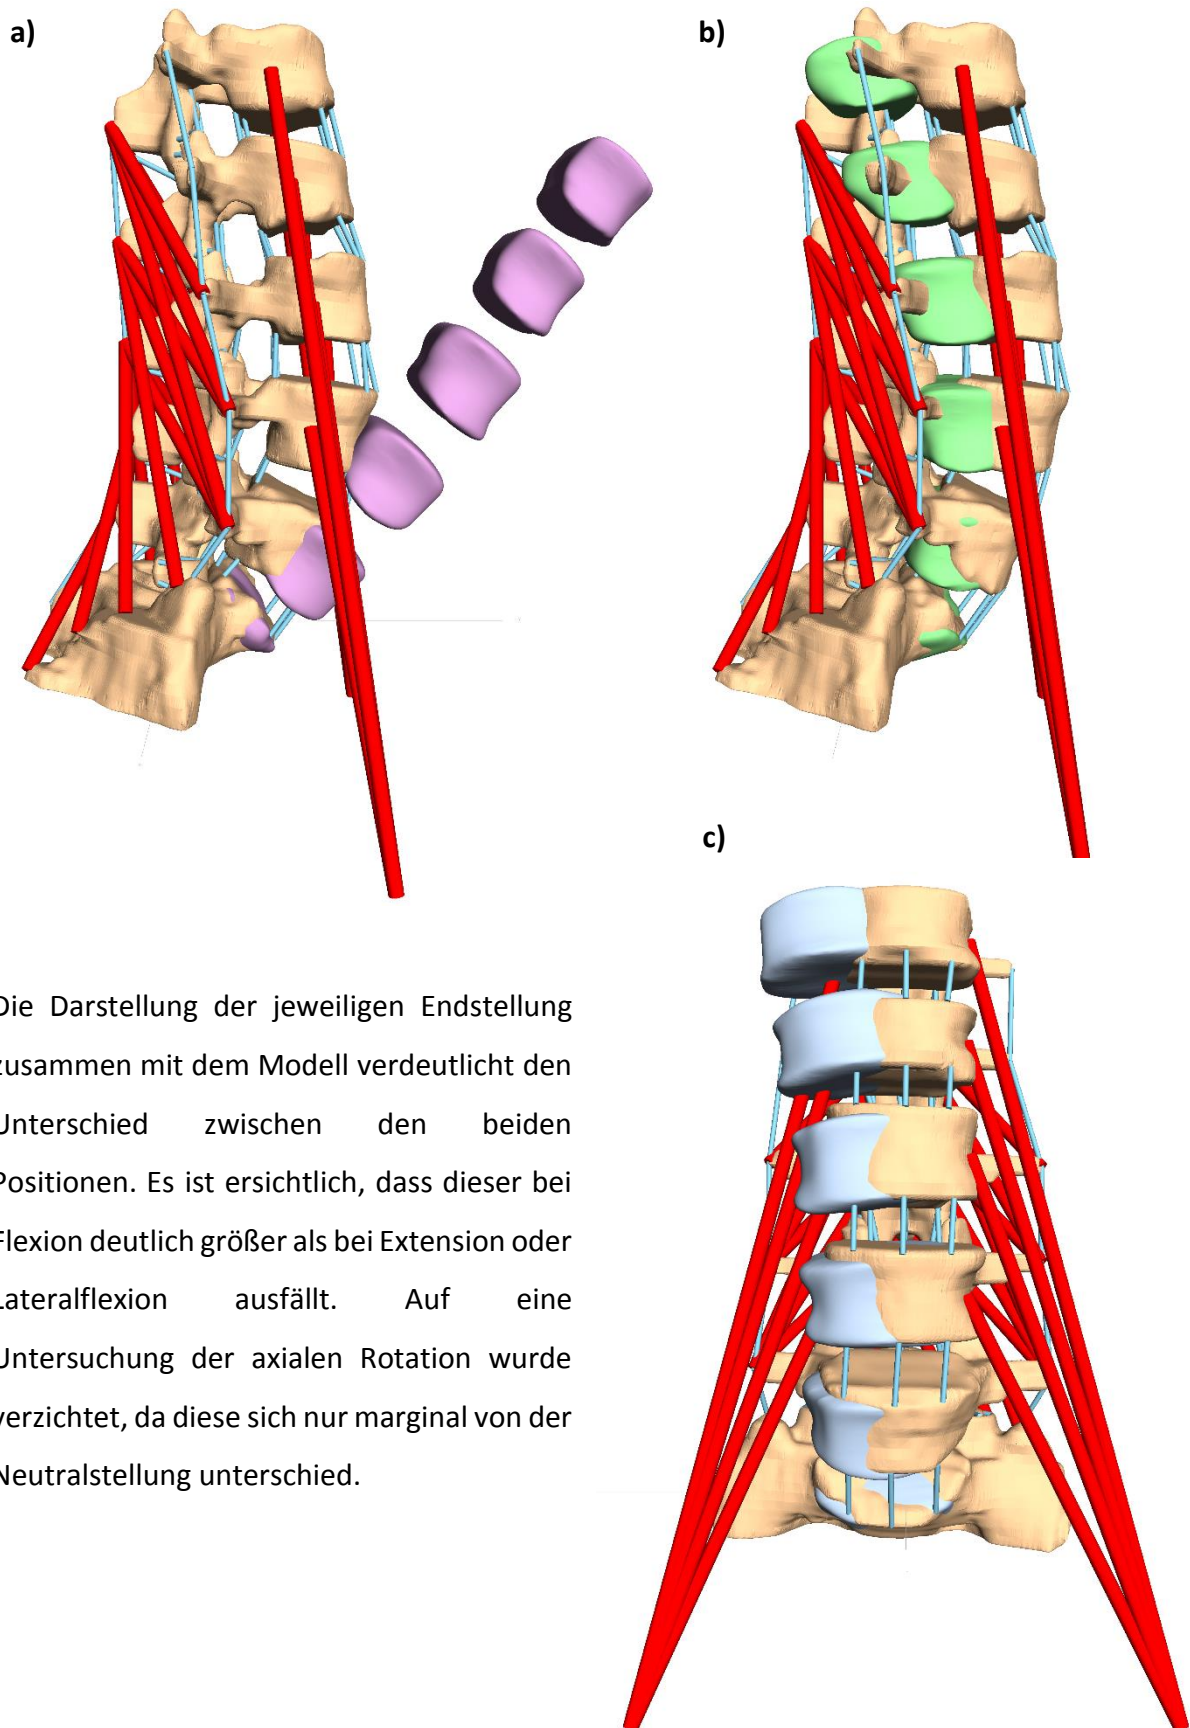 a)
b)
c)
Die Darstellung der jeweiligen Endstellung
zusammen mit dem Modell verdeutlicht den
Unterschied zwischen den beiden
Positionen. Es ist ersichtlich, dass dieser bei
Flexion deutlich größer als bei Extension oder
Lateralflexion ausfällt. Auf eine
Untersuchung der axialen Rotation wurde
verzichtet, da diese sich nur marginal von der
Neutralstellung unterschied.